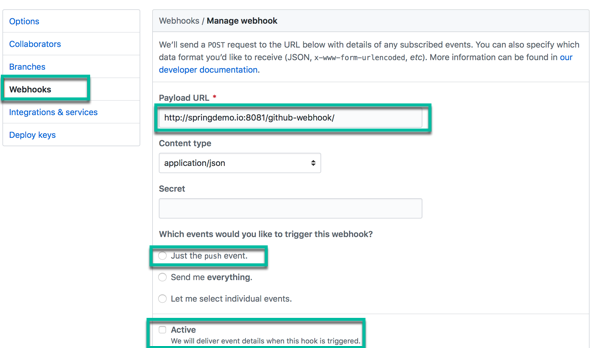 Options
Collaborators
Branches
Webhooks
Integrations & services
Deploy keys
Webhooks / Manage webhook
We'll send a POST request to the URL below with details of any subscribed events. You can also specify which
data format you'd like to receive (JSON, x-www-form-urlencoded, etc). More information can be found in our
developer documentation.
Payload URL *
http://springdemo.io:8081/github-webhook/
Content type
application/json
Secret
Which events would you like to trigger this webhook?
Just the push event.
Send me everything.
Let me select individual events.
Active
We will deliver event details when this hook is triggered.